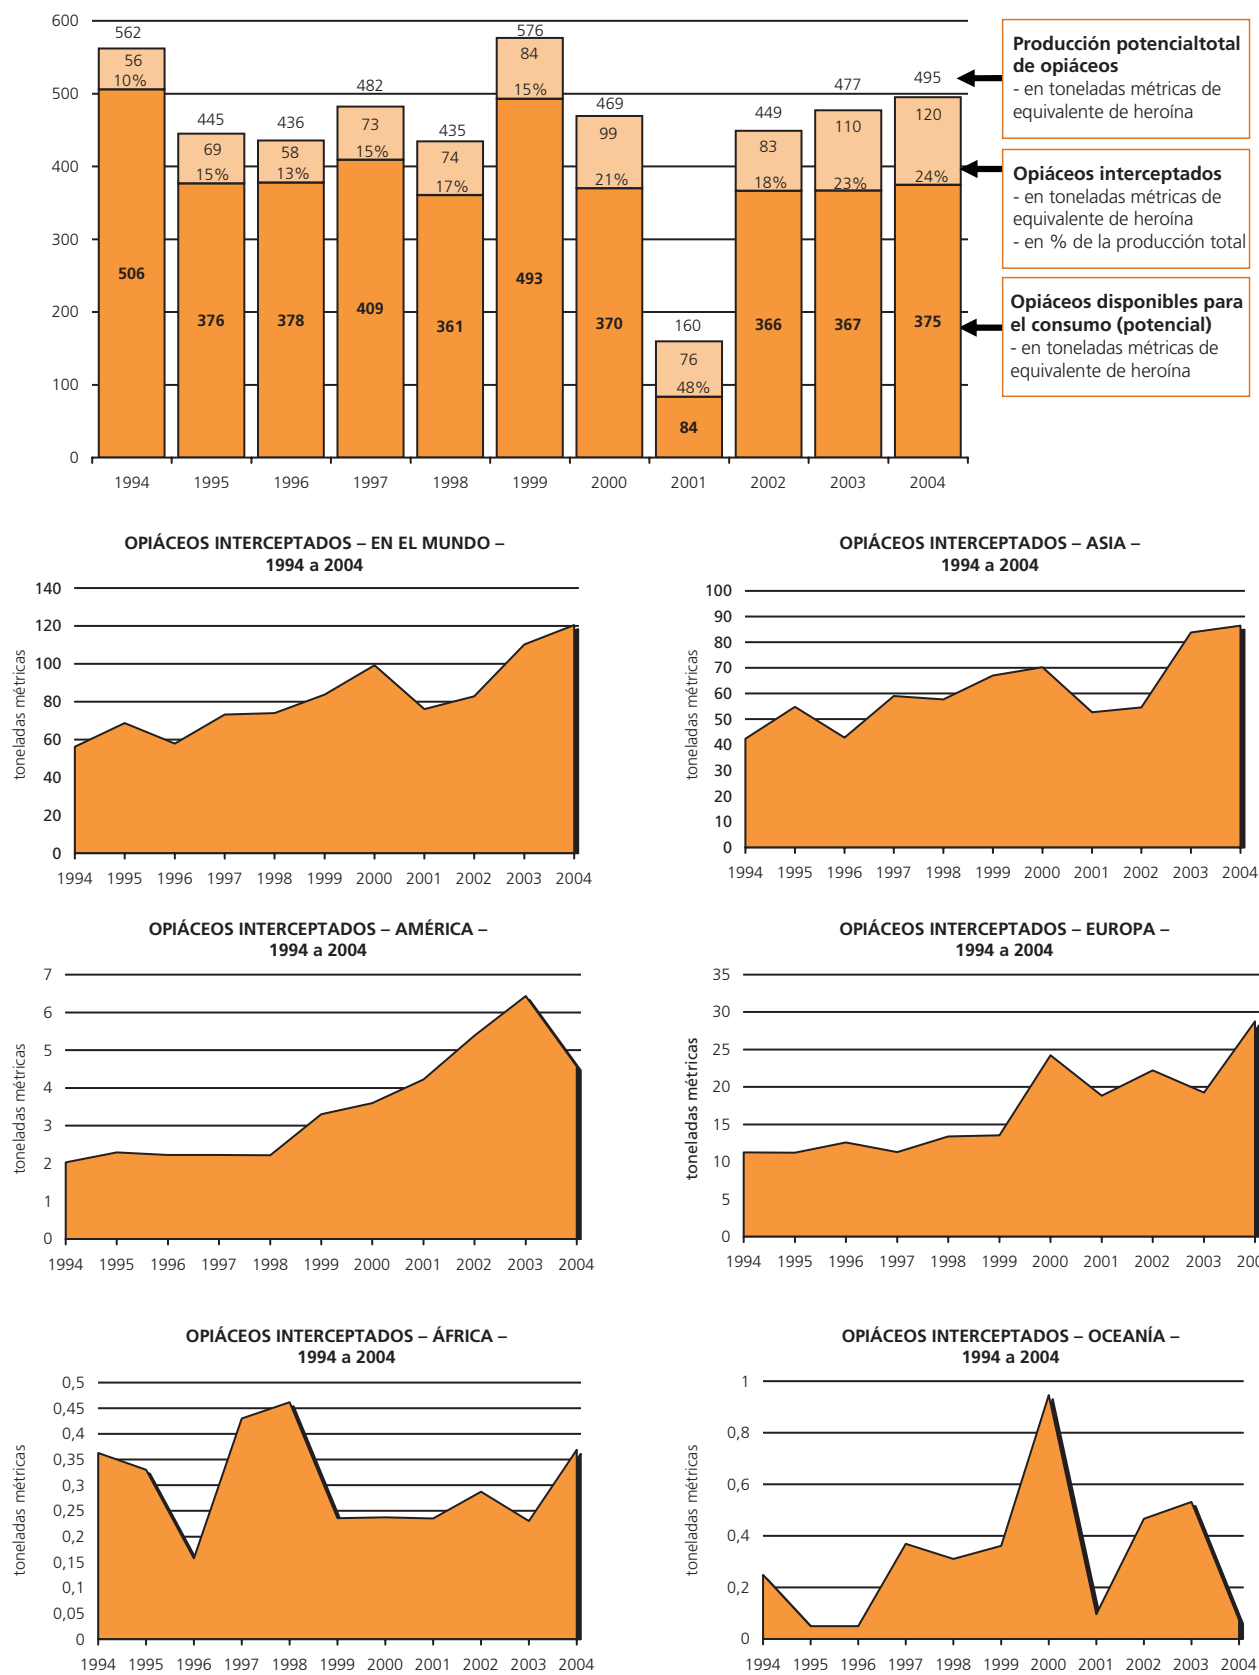 600
500
400
300
200
100
0
562
56
10%
506
445
69
15%
376
436
58
13%
378
482
73
15%
409
435
74
17%
361
576
84
15%
493
469
99
21%
370
160
76
48%
84
449
83
18%
366
477
110
23%
367
495
120
24%
375
1994 1995 1996 1997 1998 1999 2000 2001 2002 2003 2004
Producción potencialtotal
de opiáceos
- en toneladas métricas de
equivalente de heroína
Opiáceos interceptados
- en toneladas métricas de
equivalente de heroína
- en % de la producción total
Opiáceos disponibles para
el consumo (potencial)
- en toneladas métricas de
equivalente de heroína
OPIÁCEOS INTERCEPTADOS – EN EL MUNDO –
1994 a 2004
toneladas métricas
140
120
100
80
60
40
20
0
1994 1995 1996 1997 1998 1999 2000 2001 2002 2003 2004
OPIÁCEOS INTERCEPTADOS – ASIA –
1994 a 2004
toneladas métricas
100
90
80
70
60
50
40
30
20
10
0
1994 1995 1996 1997 1998 1999 2000 2001 2002 2003 2004
OPIÁCEOS INTERCEPTADOS – AMÉRICA –
1994 a 2004
toneladas métricas
7
6
5
4
3
2
1
0
1994 1995 1996 1997 1998 1999 2000 2001 2002 2003 2004
OPIÁCEOS INTERCEPTADOS – EUROPA –
1994 a 2004
toneladas métricas
35
30
25
20
15
10
5
0
1994 1995 1996 1997 1998 1999 2000 2001 2002 2003
OPIÁCEOS INTERCEPTADOS – ÁFRICA –
1994 a 2004
toneladas métricas
0,5
0,45
0,4
0,35
0,3
0,25
0,2
0,15
0,1
0,05
0
1994 1995 1996 1997 1998 1999 2000 2001 2002 2003 2004
OPIÁCEOS INTERCEPTADOS – OCEANÍA –
1994 a 2004
toneladas métricas
1
0,8
0,6
0,4
0,2
0
1994 1995 1996 1997 1998 1999 2000 2001 2002 2003 2004